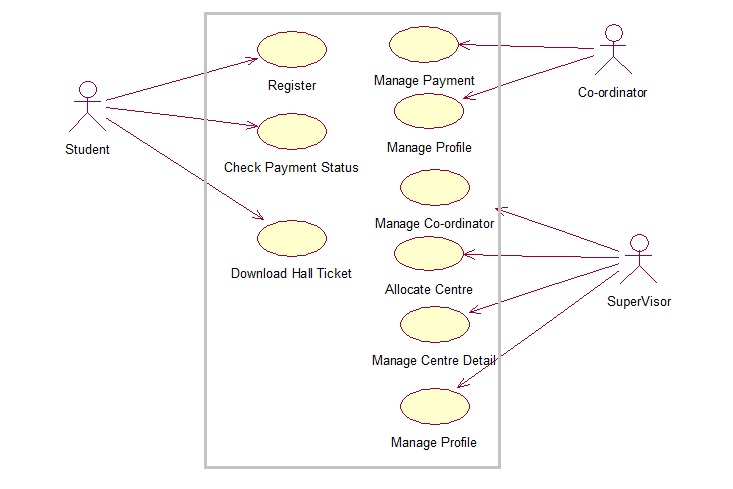 Register
Manage Payment
Co-ordinator
Student
Check Payment Status
Manage Profile
Manage Co-ordinator
Download Hall Ticket
Allocate Centre
SuperVisor
Manage Centre Detail
Manage Profile